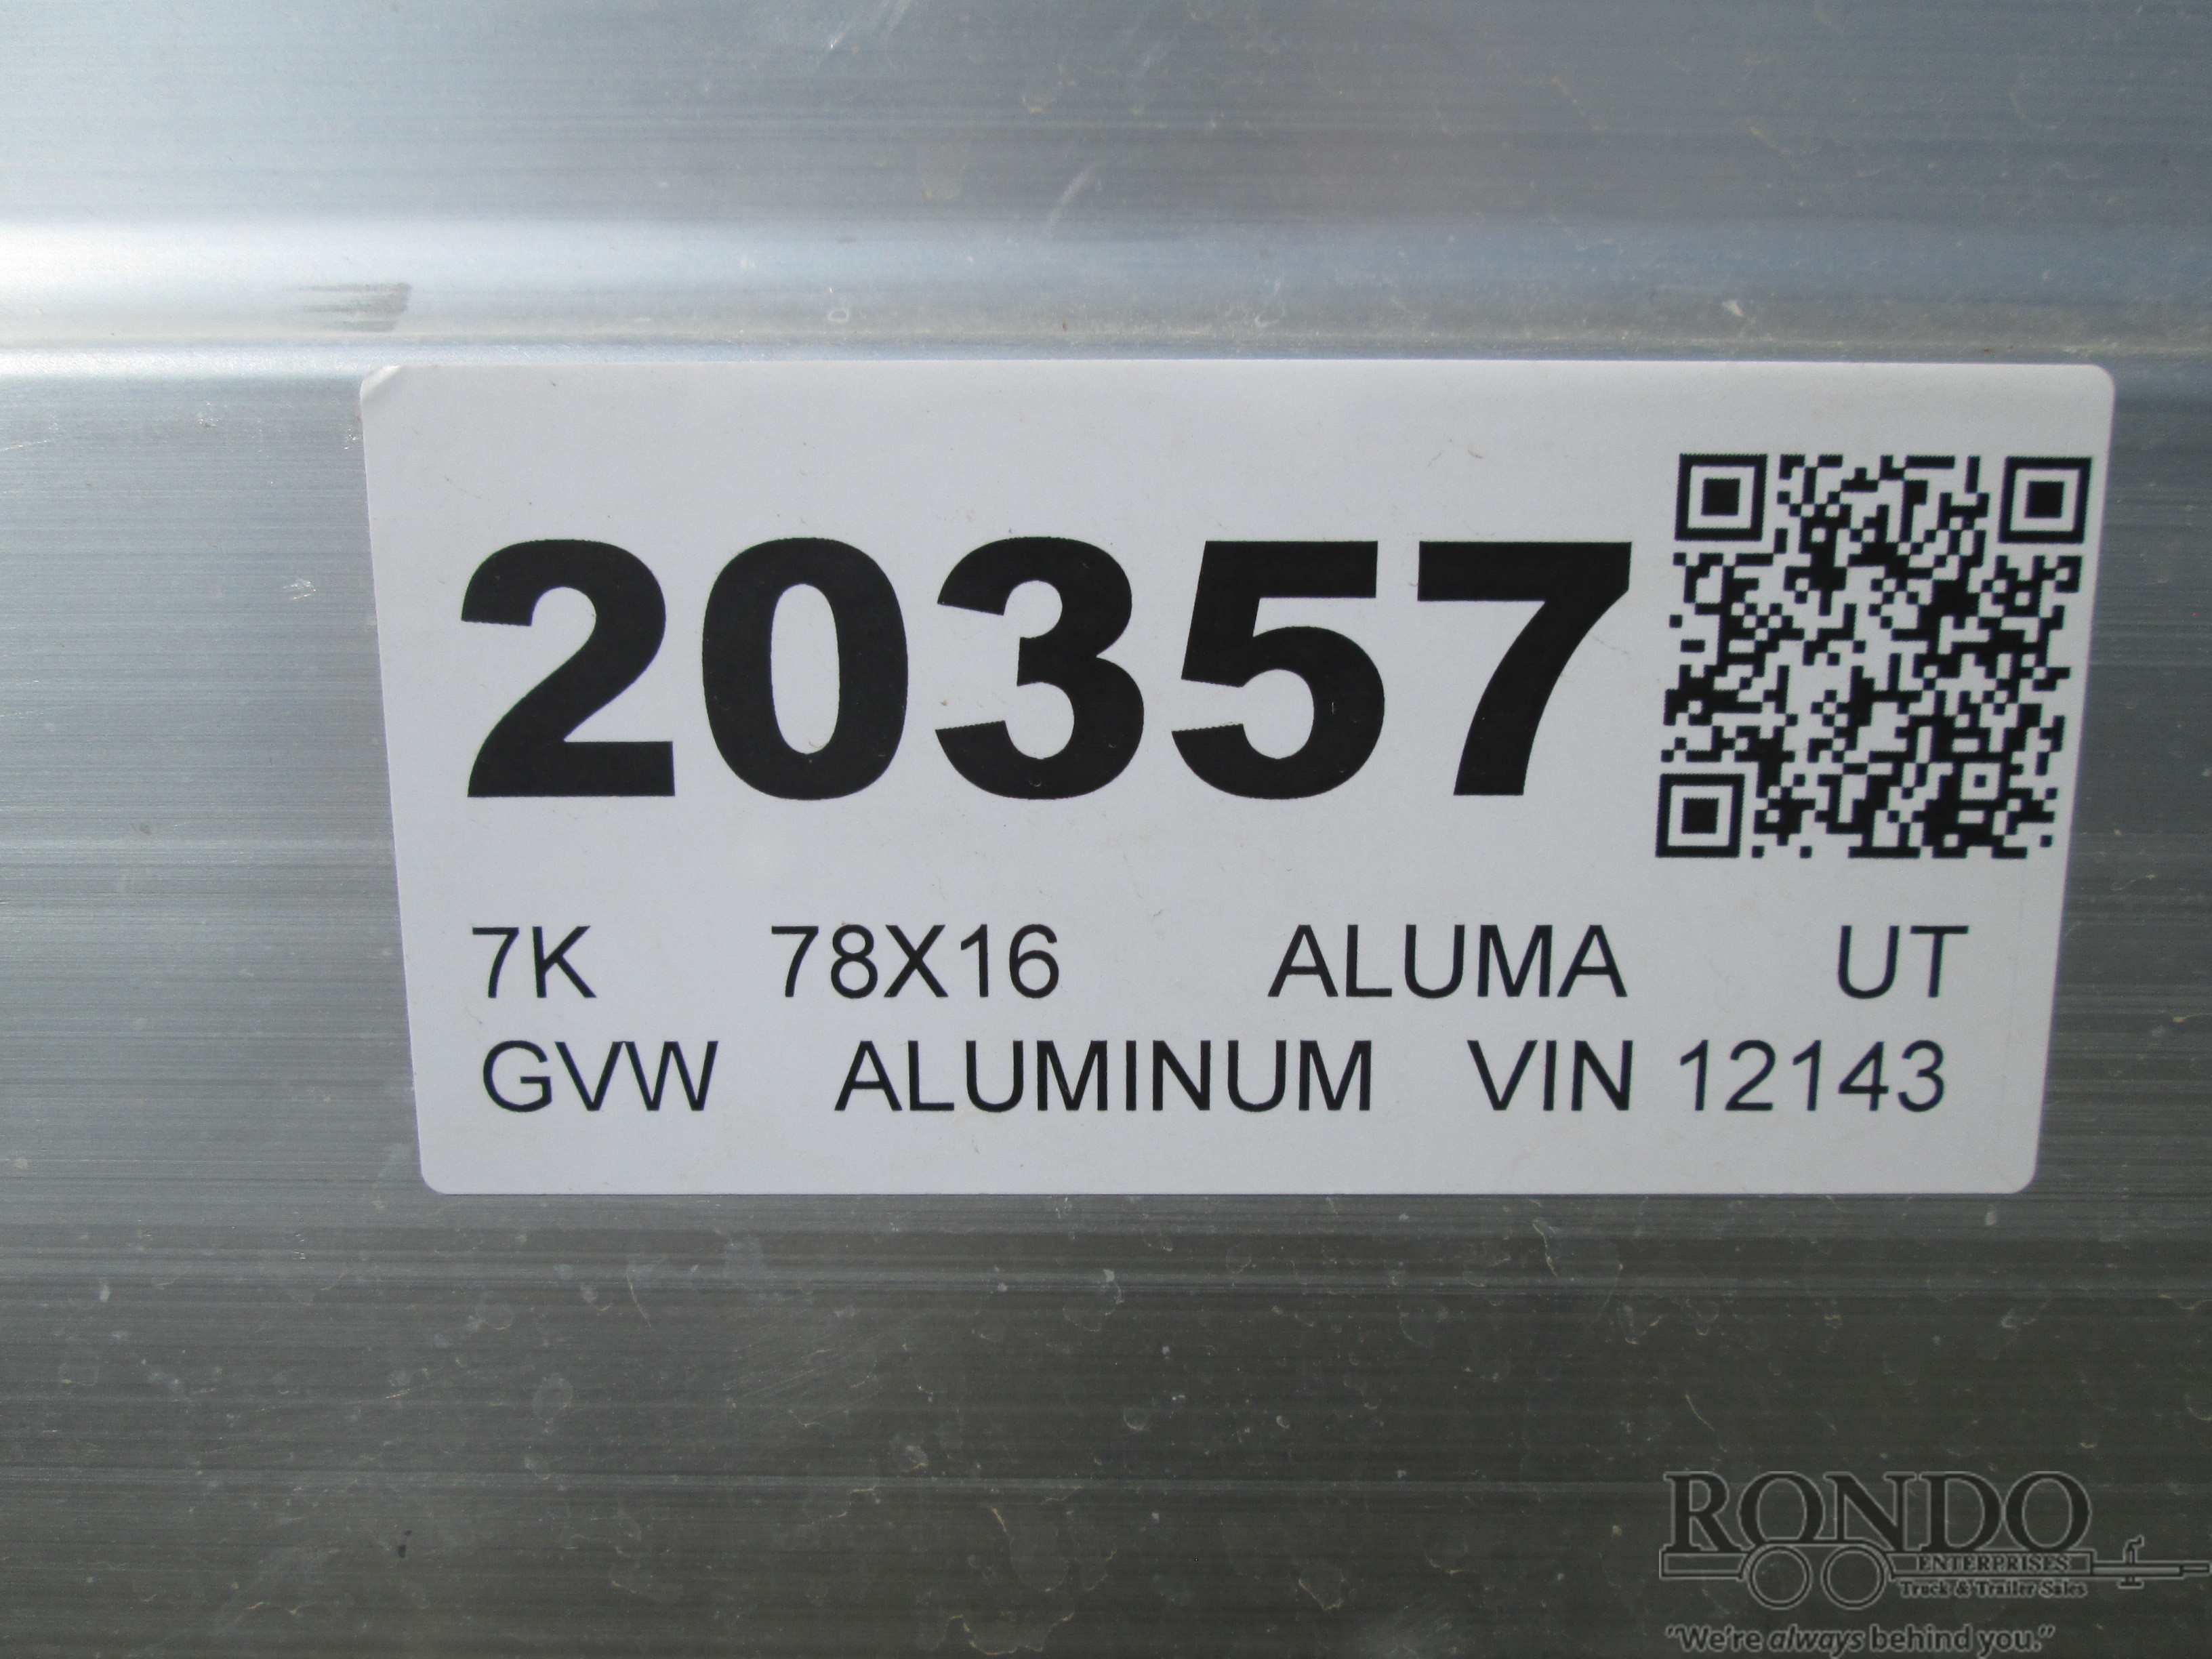 20357
7K 78X16 ALUMA UT
GVW ALUMINUM VIN 12143
RONDO
ENTERPRISES
Truck & Trailer Sales
"We're always behind you."